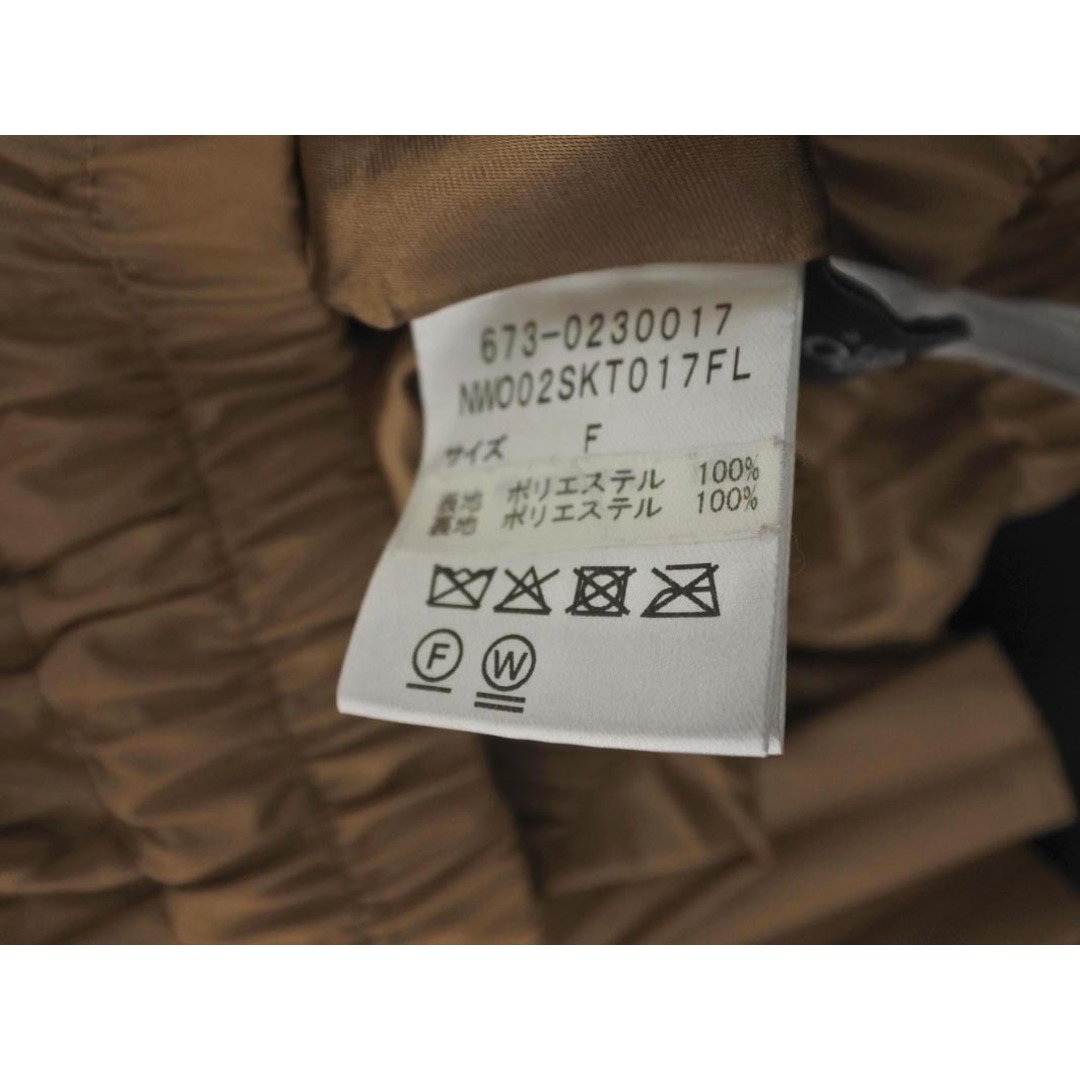 673-0230017
NWO02SKT017FL
サイズ F
表地 ポリエステル 100%
裏地 ポリエステル 100%
F W